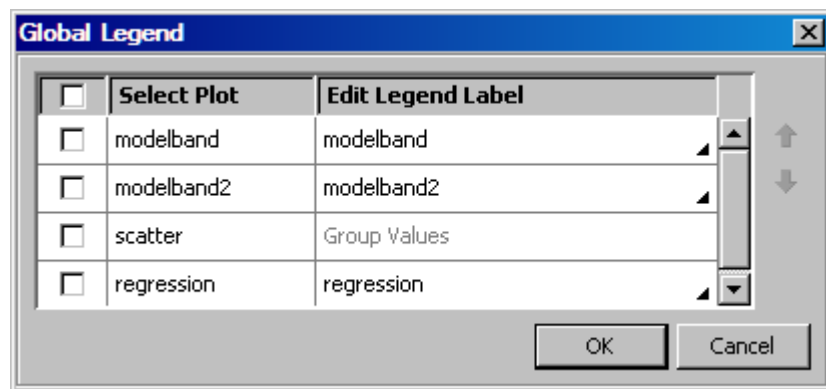 Global Legend
Select Plot Edit Legend Label
modelband modelband
modelband2 modelband2
scatter Group Values
regression regression
OK Cancel